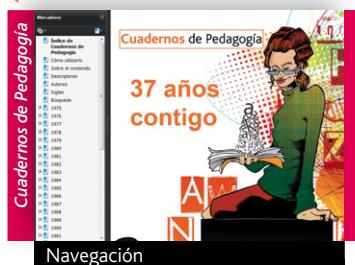 Cuadernos de Pedagogía
Marcadores
Índice de
Cuadernos de
Pedagogía
Cómo utilizarlo
Sobre el contenido
Descriptores
Autores
Siglas
Búsqueda
1975
1976
1977
1978
1979
1980
1981
1982
1983
1984
1985
1986
1987
1988
1989
1990
1991
Cuadernos de Pedagogía
37 años
contigo
a
A
N
Navegación